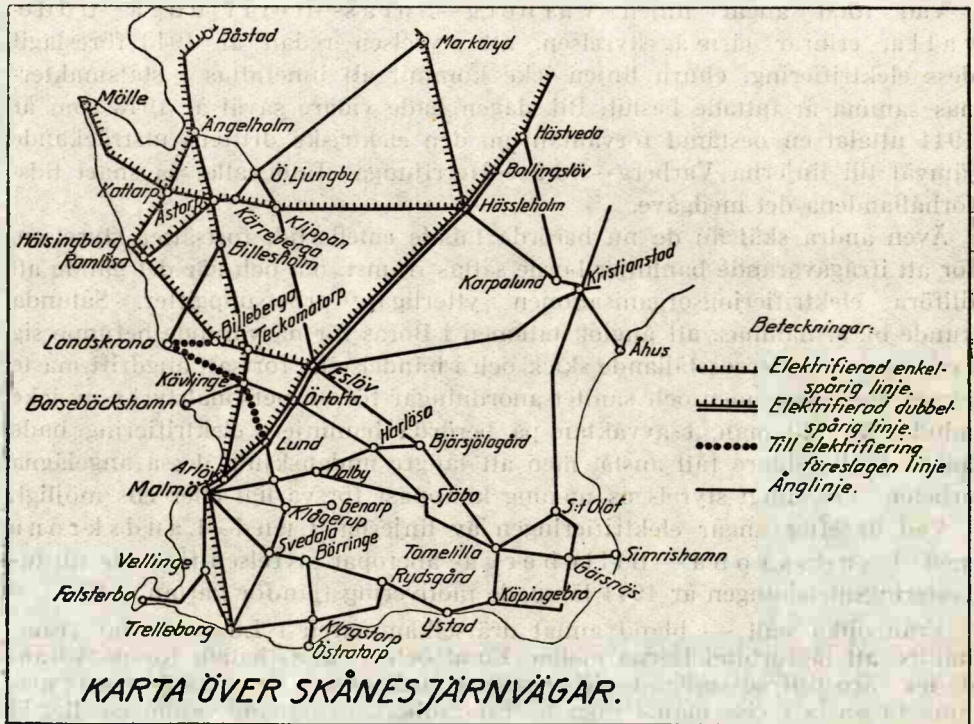 Båstad
Markaryd
Mölle
Ängelholm
Hästveda
Ballingslöv
Ö. Ljungby
Kattarp
Åstorp
Hässleholm
Klippan
Kärreberga
Hälsingborg
Ramlösa
Billesholm
Karpalund
Kristianstad
Billeberga
Teckomatorp
Landskrona
Åhus
Eslöv
Kävlinge
Örtofta
Barsebäckshamn
Harlösa
Lund
Bjärsjölagård
Arlöv
Dalby
Malmö
Sjöbo
Genarp
S:t Olof
Klågerup
Svedala
Börringe
Tomelilla
Simrishamn
Vellinge
Gärsnäs
Rydsgård
Falsterbo
Köpingebro
Ystad
Trelleborg
Klagstorp
Östratorp
Beteckningar:
Elektrifierad enkel-
spårig linje.
Elektrifierad dubbel-
spårig linje.
Till elektrifiering
föreslagen linje
Ånglinje.
KARTA ÖVER SKÅNES JÄRNVÄGAR.